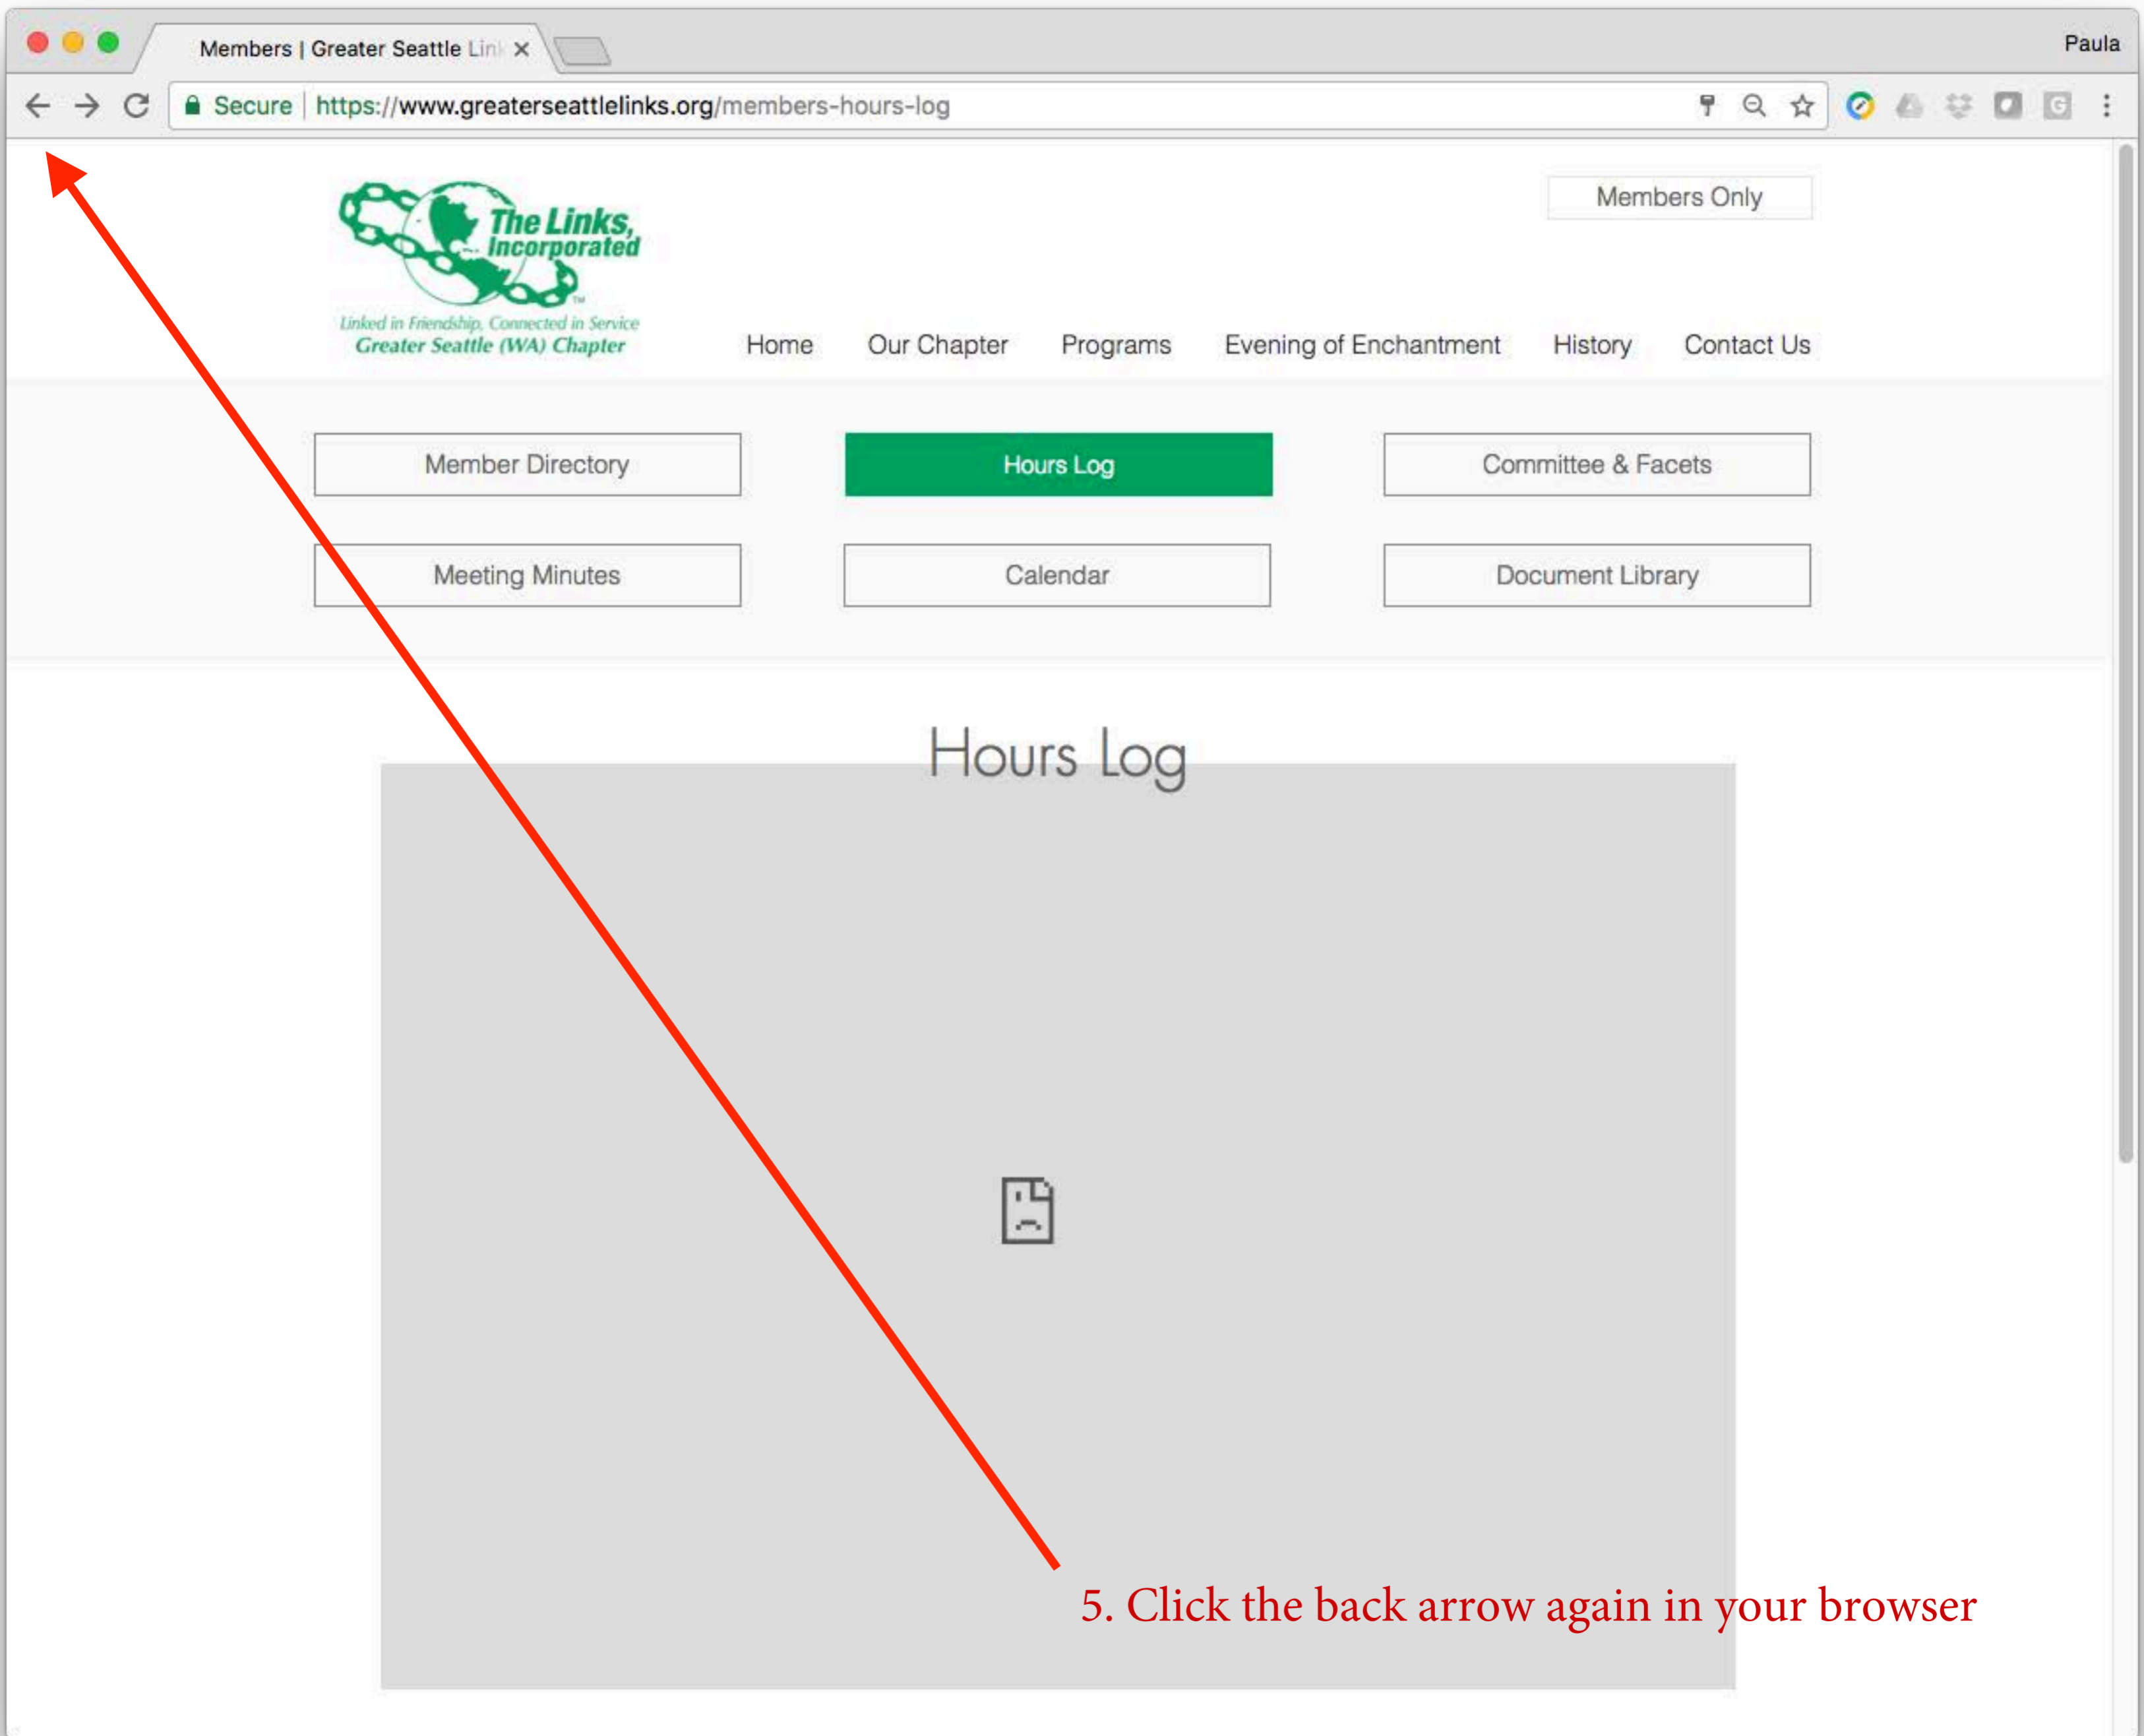 Members | Greater Seattle Lin
Paula
Secure | https://www.greaterseattlelinks.org/members-hours-log
The Links,
Incorporated
TM
Linked in Friendship, Connected in Service
Greater Seattle (WA) Chapter
Members Only
Home Our Chapter Programs Evening of Enchantment History Contact Us
Member Directory Hours Log Committee & Facets
Meeting Minutes Calendar Document Library
Hours Log
5. Click the back arrow again in your browser